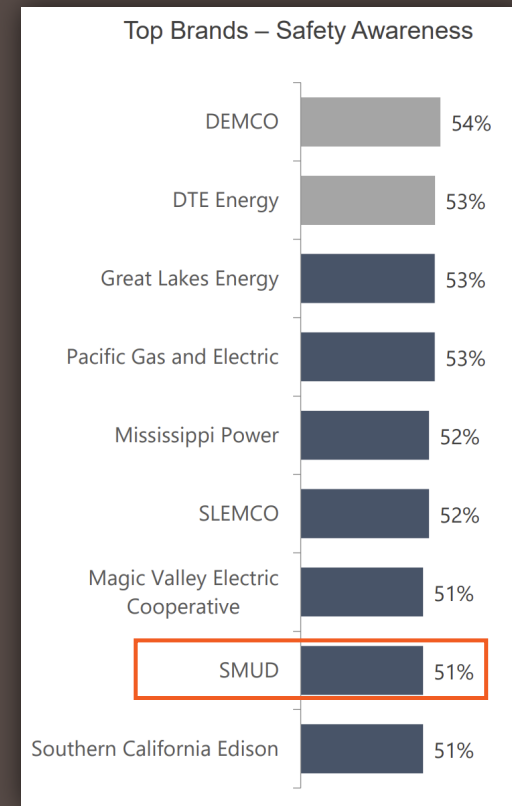 Top Brands – Safety Awareness
DEMCO 54%
DTE Energy 53%
Great Lakes Energy 53%
Pacific Gas and Electric 53%
Mississippi Power 52%
SLEMCO 52%
Magic Valley Electric
Cooperative 51%
SMUD 51%
Southern California Edison 51%